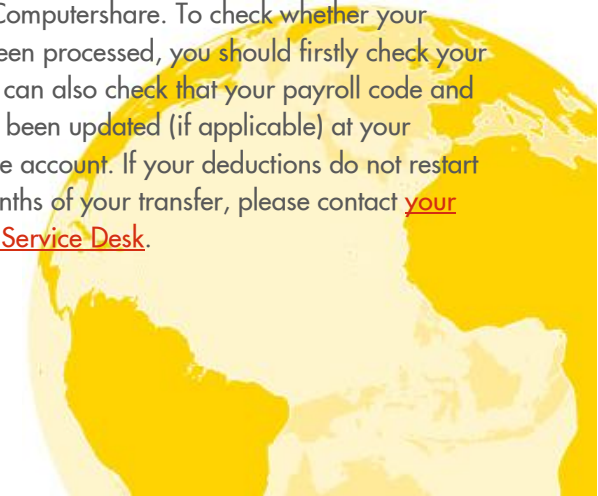 Computershare. To check whether your
een processed, you should firstly check your
can also check that your payroll code and
been updated (if applicable) at your
e account. If your deductions do not restart
nths of your transfer, please contact your
Service Desk.